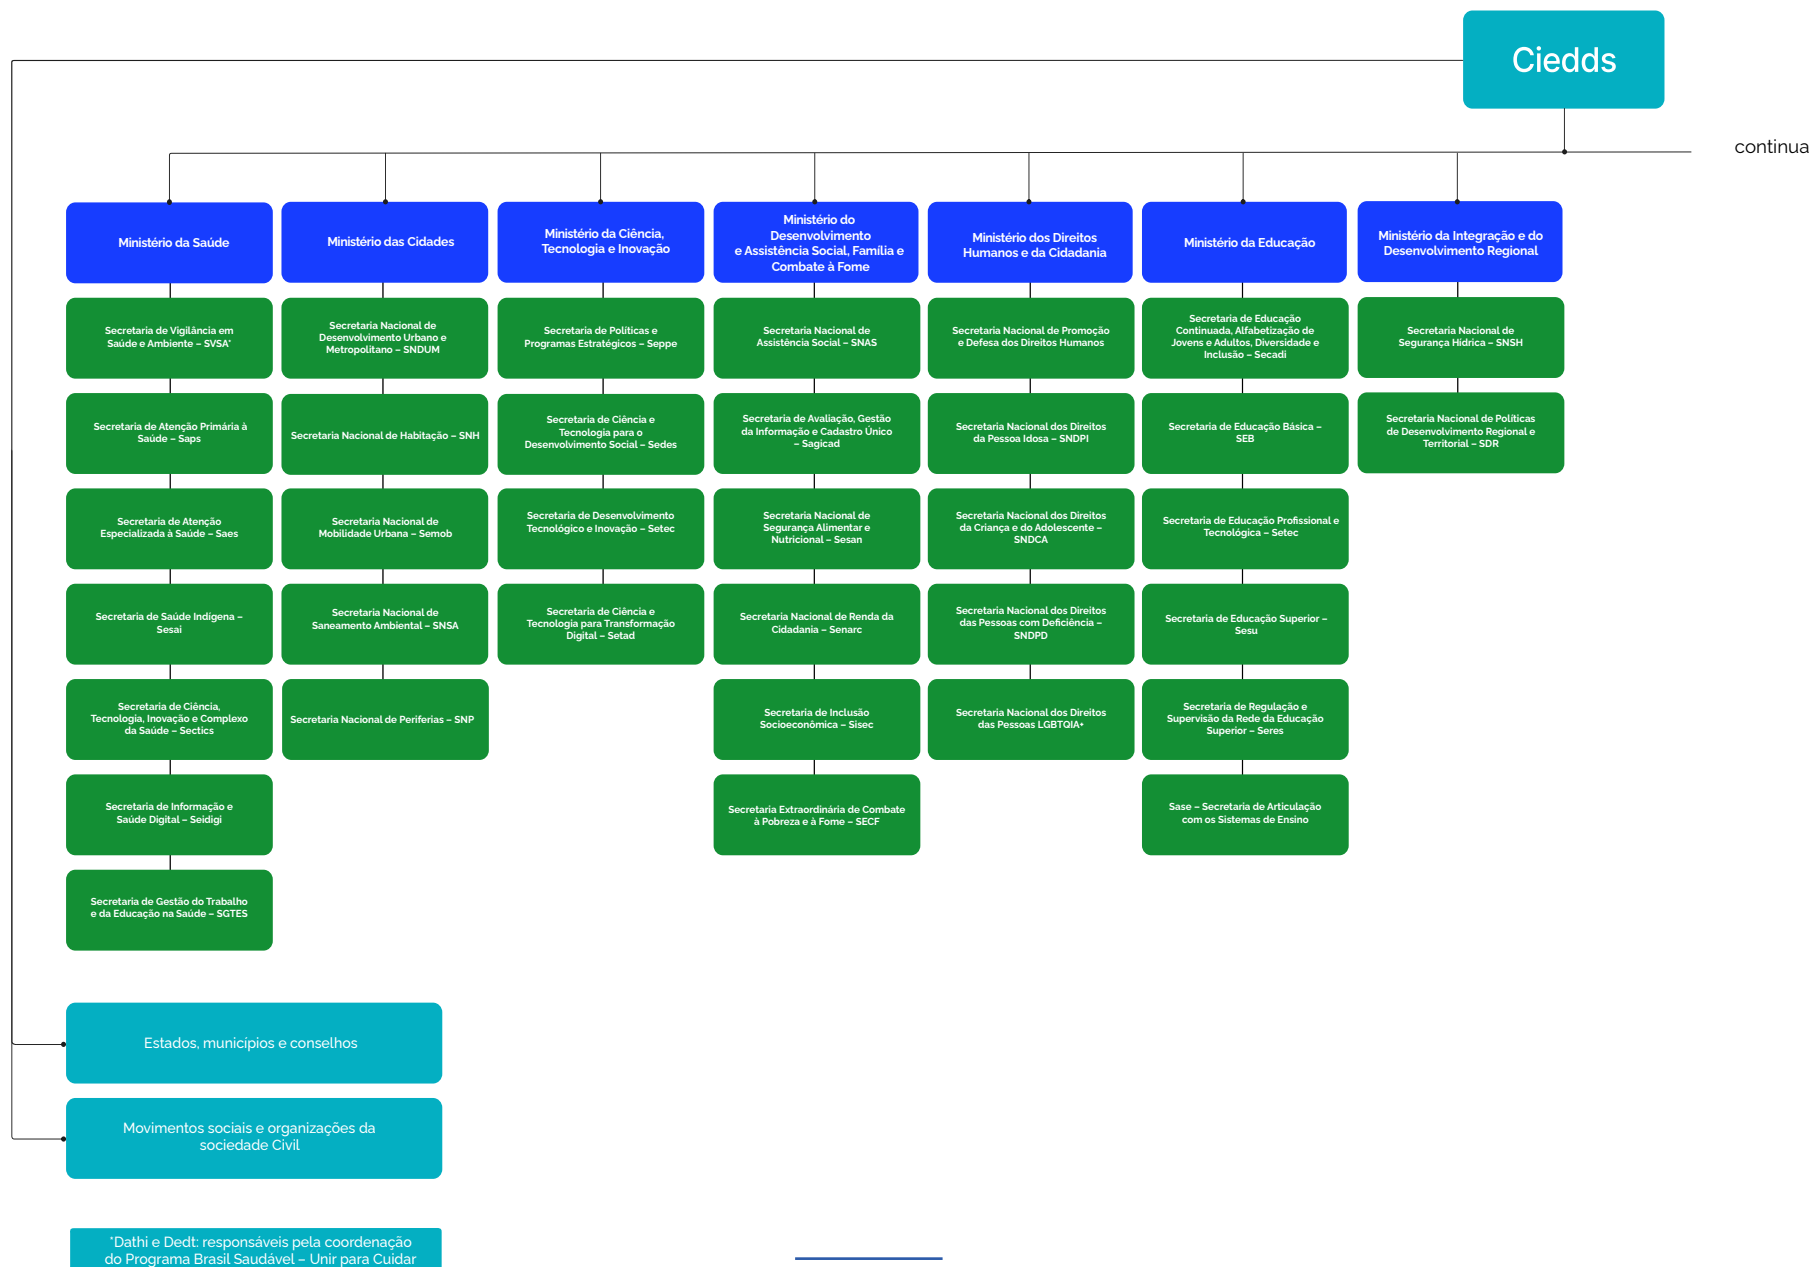 Ciedds
continua
Ministério da Saúde
Secretaria de Vigilância em
Saúde e Ambiente – SVSA*
Secretaria de Atenção Primária à
Saúde – Saps
Secretaria de Atenção
Especializada à Saúde – Saes
Secretaria de Saúde Indígena –
Sesai
Secretaria de Ciência,
Tecnologia, Inovação e Complexo
da Saúde – Sectics
Secretaria de Informação e
Saúde Digital – Seidigi
Secretaria de Gestão do Trabalho
e da Educação na Saúde – SGTES
Ministério das Cidades
Secretaria Nacional de
Desenvolvimento Urbano e
Metropolitano – SNDUM
Secretaria Nacional de Habitação – SNH
Secretaria Nacional de
Mobilidade Urbana – Semob
Secretaria Nacional de
Saneamento Ambiental – SNSA
Secretaria Nacional de Periferias – SNP
Ministério da Ciência,
Tecnologia e Inovação
Secretaria de Políticas e
Programas Estratégicos – Seppe
Secretaria de Ciência e
Tecnologia para o
Desenvolvimento Social – Sedes
Secretaria de Desenvolvimento
Tecnológico e Inovação – Setec
Secretaria de Ciência e
Tecnologia para Transformação
Digital – Setad
Ministério do
Desenvolvimento
e Assistência Social, Família e
Combate à Fome
Secretaria Nacional de
Assistência Social – SNAS
Secretaria de Avaliação, Gestão
da Informação e Cadastro Único
– Sagicad
Secretaria Nacional de
Segurança Alimentar e
Nutricional – Sesan
Secretaria Nacional de Renda da
Cidadania – Senarc
Secretaria de Inclusão
Socioeconômica – Sisec
Secretaria Extraordinária de Combate
à Pobreza e à Fome – SECF
Ministério dos Direitos
Humanos e da Cidadania
Secretaria Nacional de Promoção
e Defesa dos Direitos Humanos
Secretaria Nacional dos Direitos
da Pessoa Idosa – SNDPI
Secretaria Nacional dos Direitos
da Criança e do Adolescente –
SNDCA
Secretaria Nacional dos Direitos
das Pessoas com Deficiência –
SNDPD
Secretaria Nacional dos Direitos
das Pessoas LGBTQIA+
Ministério da Educação
Secretaria de Educação
Continuada, Alfabetização de
Jovens e Adultos, Diversidade e
Inclusão – Secadi
Secretaria de Educação Básica –
SEB
Secretaria de Educação Profissional e
Tecnológica – Setec
Secretaria de Educação Superior –
Sesu
Secretaria de Regulação e
Supervisão da Rede da Educação
Superior – Seres
Sase – Secretaria de Articulação
com os Sistemas de Ensino
Ministério da Integração e do
Desenvolvimento Regional
Secretaria Nacional de
Segurança Hídrica – SNSH
Secretaria Nacional de Políticas
de Desenvolvimento Regional e
Territorial – SDR
Estados, municípios e conselhos
Movimentos sociais e organizações da
sociedade Civil
*Dathi e Dedt: responsáveis pela coordenação
do Programa Brasil Saudável – Unir para Cuidar